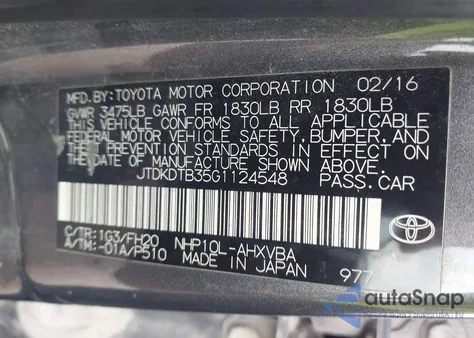 MFD. BY: TOYOTA MOTOR CORPORATION 02/16
GVWR 3475LB GAWR FR 1830LB RR 1830LB
THIS VEHICLE CONFORMS TO ALL APPLICABLE
FEDERAL MOTOR VEHICLE SAFETY, BUMPER, AND
THEFT PREVENTION STANDARDS IN EFFECT ON
THE DATE OF MANUFACTURE SHOWN ABOVE.
JTDKDTB35G1124548 PASS.CAR
C/TR:1G3/FH20 NHP10L-AHXVBA
A/TM:-01A/P510 MADE IN JAPAN 977
TOYOTA
autoSnap